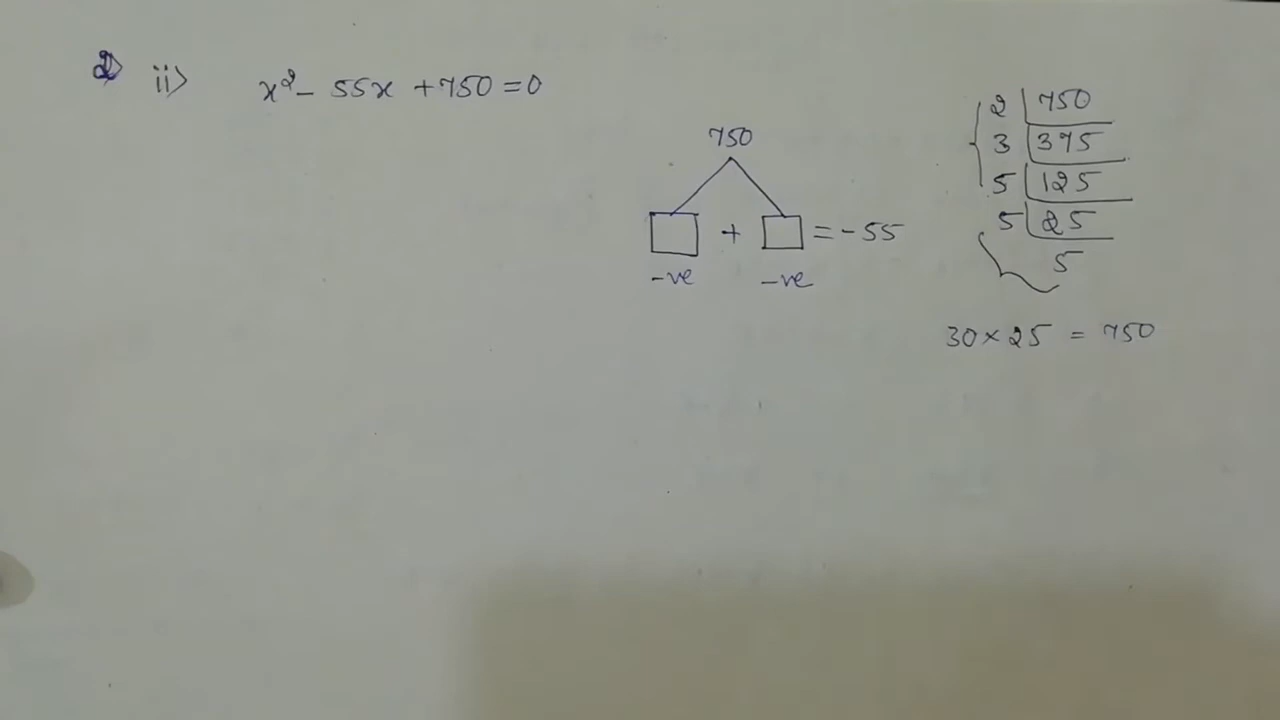 2) ii) x² - 55x + 750 = 0
750
□ + □ = -55
-ve -ve
2 | 750
3 | 375
5 | 125
5 | 25
5
30 × 25 = 750